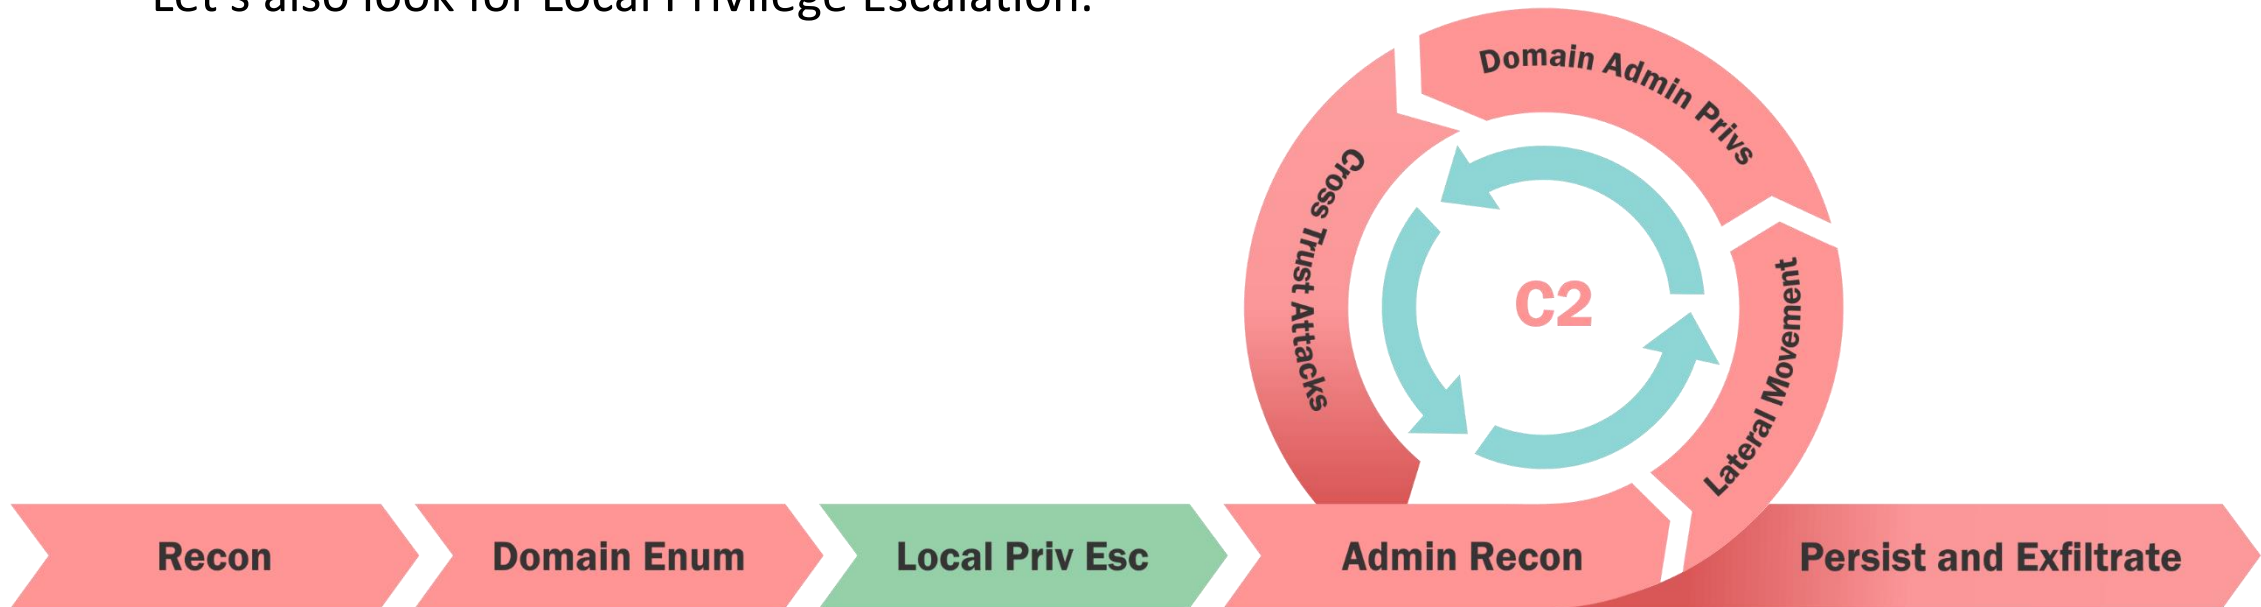 Let's also look for Local Privilege Escalation.
Domain Admin Privs
Cross Trust Attacks
C2
Lateral Movement
Recon
Domain Enum
Local Priv Esc
Admin Recon
Persist and Exfiltrate